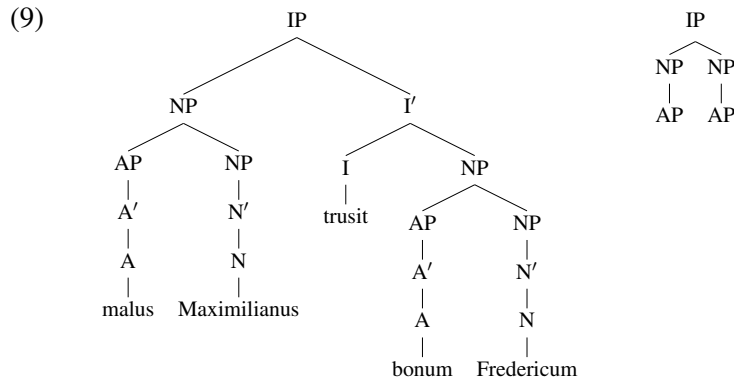 (9) IP IP
NP NP
NP I′ AP AP
AP NP I NP
A′ N′ trusit AP NP
A N A′ N′
malus Maximilianus A N
bonum Fredericum